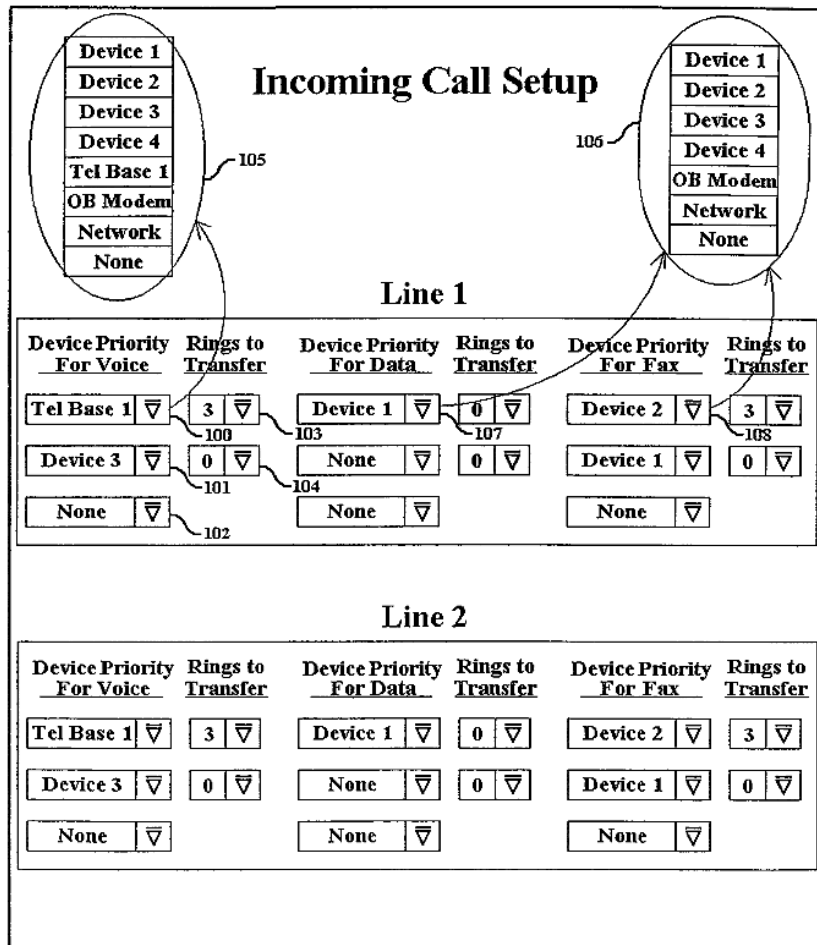 Device 1
Device 2
Device 3
Device 4
Tel Base 1
OB Modem
Network
None
105
Incoming Call Setup
Device 1
Device 2
Device 3
Device 4
OB Modem
Network
None
106
Line 1
Device Priority For Voice Rings to Transfer Device Priority For Data Rings to Transfer Device Priority For Fax Rings to Transfer
Tel Base 1 3 Device 1 0 Device 2 3
100 103 107 108
Device 3 0 None 0 Device 1 0
101 104
None None None
102
Line 2
Device Priority For Voice Rings to Transfer Device Priority For Data Rings to Transfer Device Priority For Fax Rings to Transfer
Tel Base 1 3 Device 1 0 Device 2 3
Device 3 0 None 0 Device 1 0
None None None